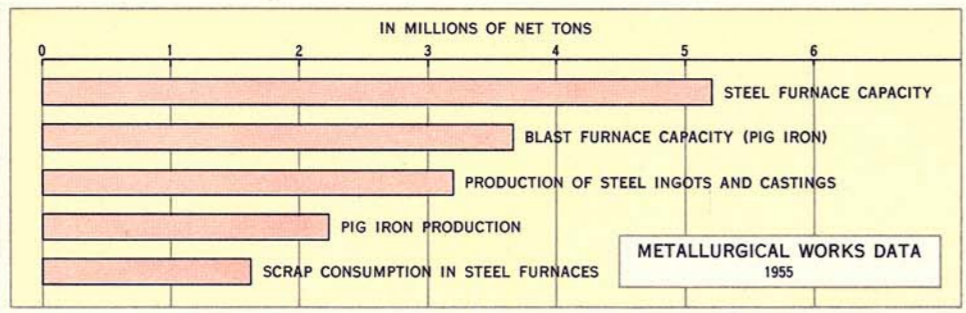 IN MILLIONS OF NET TONS
0 1 2 3 4 5 6
STEEL FURNACE CAPACITY
BLAST FURNACE CAPACITY (PIG IRON)
PRODUCTION OF STEEL INGOTS AND CASTINGS
PIG IRON PRODUCTION
SCRAP CONSUMPTION IN STEEL FURNACES
METALLURGICAL WORKS DATA
1955